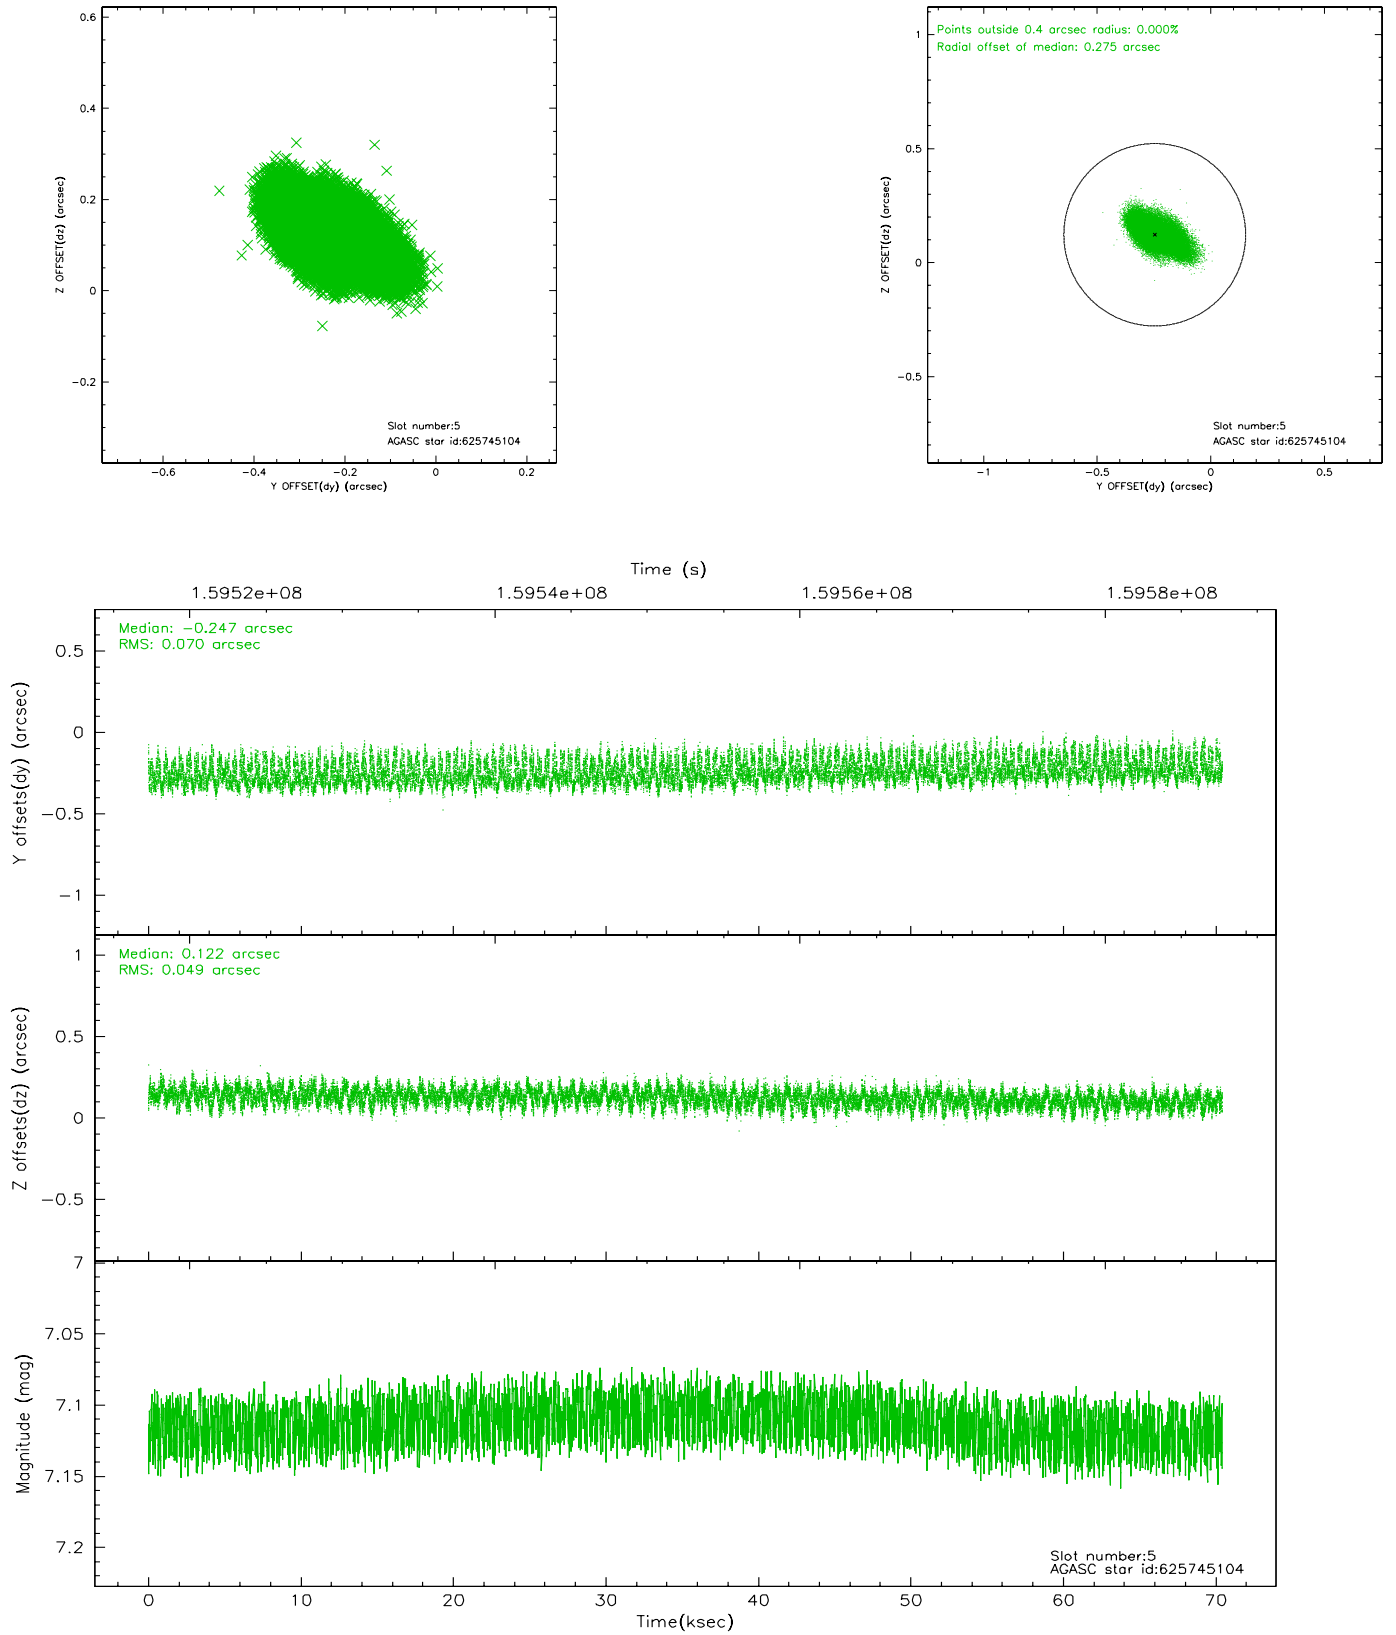 0.6
0.4
0.2
0
−0.2
Z OFFSET(dz) (arcsec)
Slot number:5
AGASC star id:625745104
−0.6 −0.4 −0.2 0 0.2
Y OFFSET(dy) (arcsec)
Points outside 0.4 arcsec radius: 0.000%
Radial offset of median: 0.275 arcsec
1
0.5
0
−0.5
Z OFFSET(dz) (arcsec)
Slot number:5
AGASC star id:625745104
−1 −0.5 0 0.5
Y OFFSET(dy) (arcsec)
Time (s)
1.5952e+08 1.5954e+08 1.5956e+08 1.5958e+08
Median: −0.247 arcsec
RMS: 0.070 arcsec
0.5
0
−0.5
−1
Y offsets(dy) (arcsec)
Median: 0.122 arcsec
RMS: 0.049 arcsec
1
0.5
0
−0.5
Z offsets(dz) (arcsec)
7
7.05
7.1
7.15
7.2
Magnitude (mag)
Slot number:5
AGASC star id:625745104
0 10 20 30 40 50 60 70
Time(ksec)